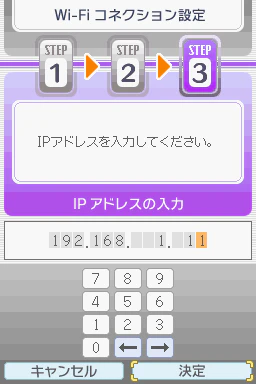 Wi-Fi コネクション設定
STEP 1 STEP 2 STEP 3
IPアドレスを入力してください。
IP アドレスの入力
192.168.  1. 11
7 8 9
4 5 6
1 2 3
0 ← →
キャンセル 決定